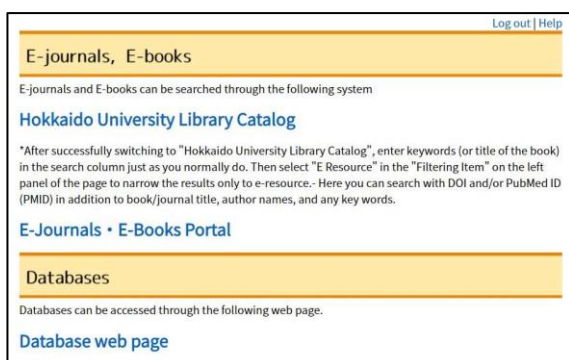 Log out | Help
E-journals, E-books
E-journals and E-books can be searched through the following system
Hokkaido University Library Catalog
*After successfully switching to "Hokkaido University Library Catalog", enter keywords (or title of the book)
in the search column just as you normally do. Then select "E Resource" in the "Filtering Item" on the left
panel of the page to narrow the results only to e-resource.- Here you can search with DOI and/or PubMed ID
(PMID) in addition to book/journal title, author names, and any key words.
E-Journals・E-Books Portal
Databases
Databases can be accessed through the following web page.
Database web page